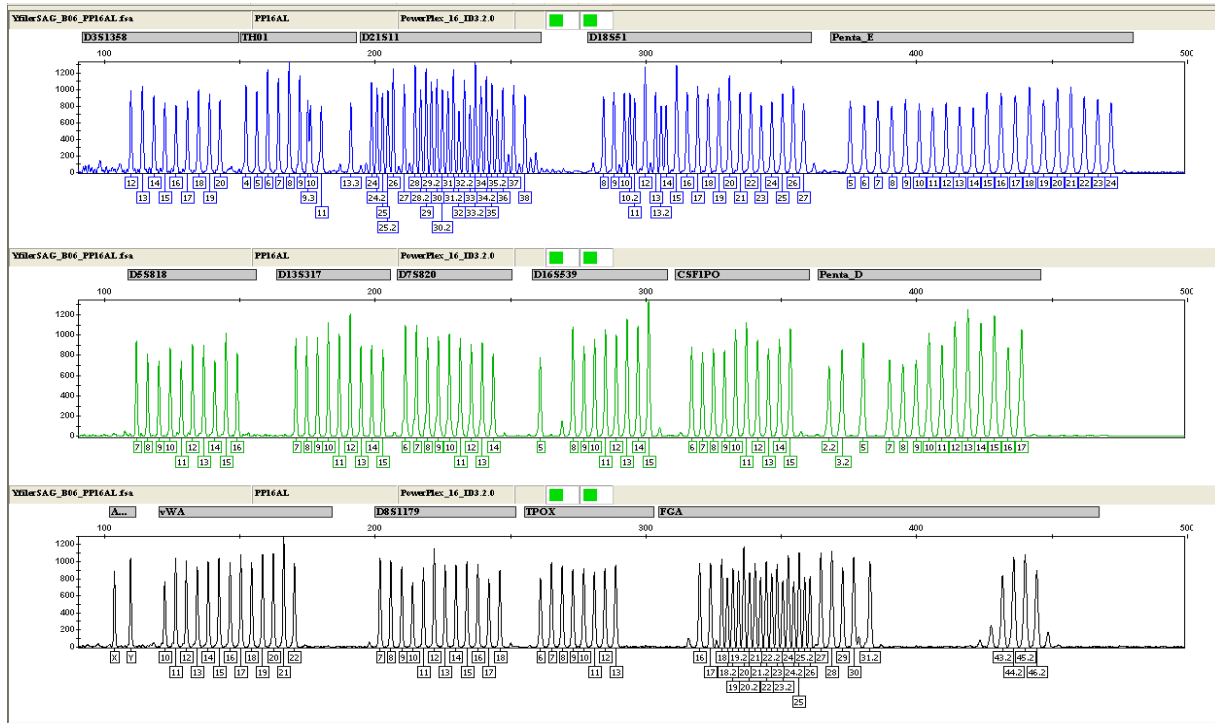 YfilerSAG_B06_PP16AL.fsa PP16AL PowerPlex_16_ID3.2.0
D3S1358 TH01 D21S11 D18S51 Penta_E
100 200 300 400 500
1200
1000
800
600
400
200
0
12 14 16 18 20 4 5 6 7 8 9 10 13.3 24 26 28 29.2 31 32.2 34 35.2 37 8 9 10 12 14 16 18 20 22 24 26 5 6 7 8 9 10 11 12 13 14 15 16 17 18 19 20 21 22 23 24
13 15 17 19 9.3 24.2 27 28.2 30 31.2 33 34.2 36 38 10.2 13 15 17 19 21 23 25 27
11 25 29 32 33.2 35 11 13.2
25.2 30.2
YfilerSAG_B06_PP16AL.fsa PP16AL PowerPlex_16_ID3.2.0
D5S818 D13S317 D7S820 D16S539 CSF1PO Penta_D
100 200 300 400 500
1200
1000
800
600
400
200
0
7 8 9 10 12 14 16 7 8 9 10 12 14 6 7 8 9 10 12 14 5 8 9 10 12 14 6 7 8 9 10 12 14 2.2 5 7 8 9 10 11 12 13 14 15 16 17
11 13 15 11 13 15 11 13 11 13 15 11 13 15 3.2
YfilerSAG_B06_PP16AL.fsa PP16AL PowerPlex_16_ID3.2.0
A... vWA D8S1179 TPOX FGA
100 200 300 400 500
1200
1000
800
600
400
200
0
X Y 10 12 14 16 18 20 22 7 8 9 10 12 14 16 18 6 7 8 9 10 12 16 18 19.2 21 22.2 24 25.2 27 29 31.2 43.2 45.2
11 13 15 17 19 21 11 13 15 17 11 13 17 18.2 20 21.2 23 24.2 26 28 30 44.2 46.2
19 20.2 22 23.2 25